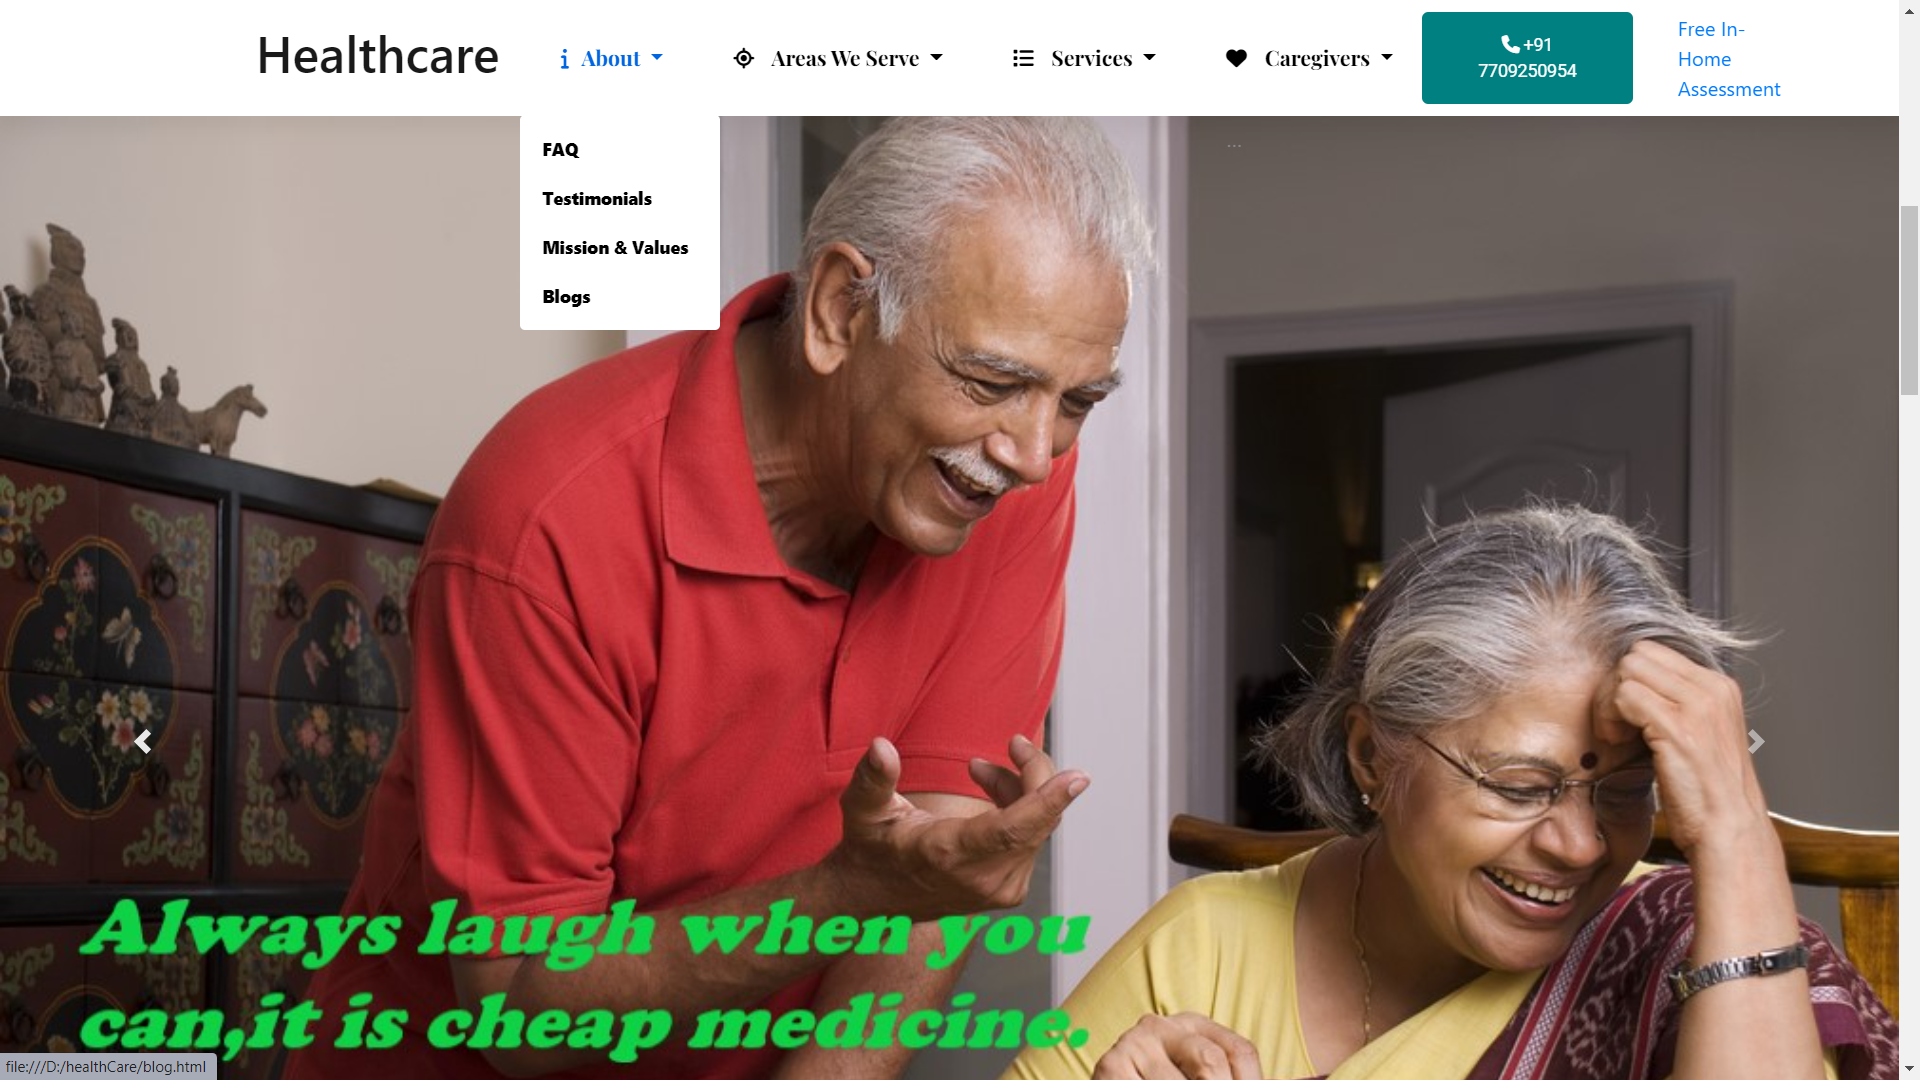 Healthcare
About
Areas We Serve
Services
Caregivers
+91
7709250954
Free In-
Home
Assessment
...
FAQ
Testimonials
Mission & Values
Blogs
Always laugh when you
can,it is cheap medicine.
file:///D:/healthCare/blog.html